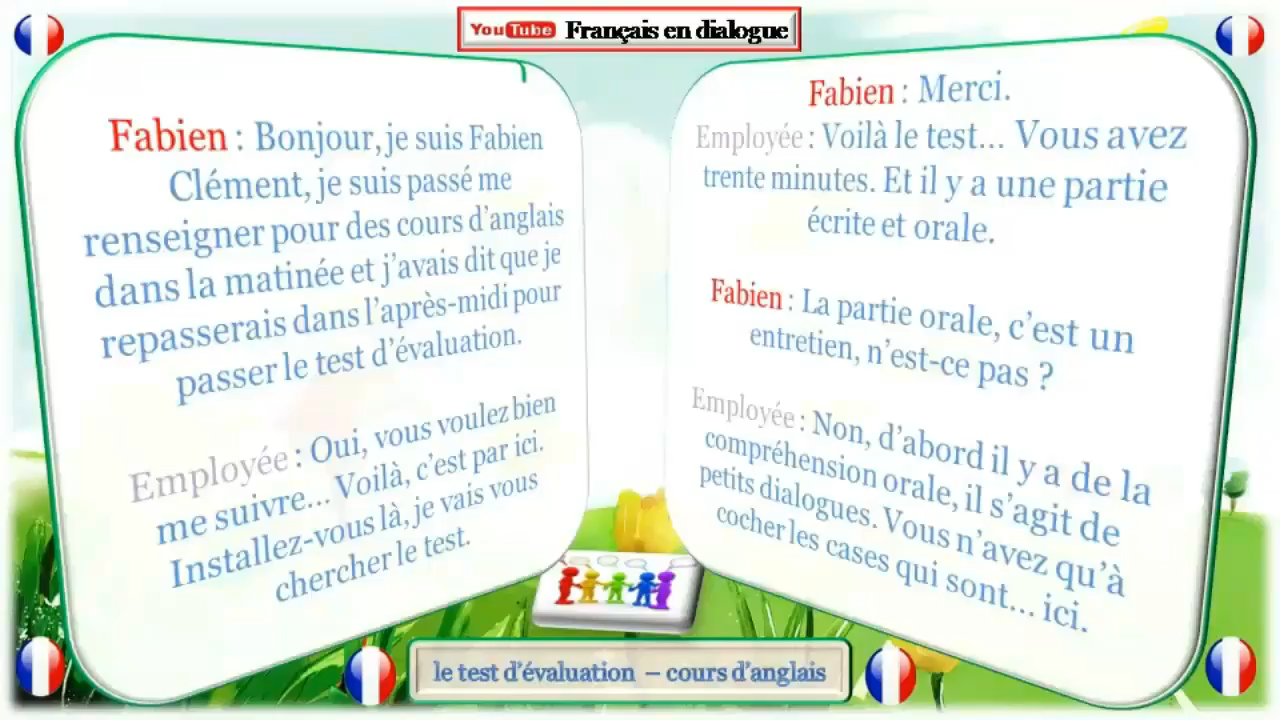 YouTube Français en dialogue
Fabien : Bonjour, je suis Fabien
Clément, je suis passé me
renseigner pour des cours d'anglais
dans la matinée et j'avais dit que je
repasserais dans l'après-midi pour
passer le test d'évaluation.
Employée : Oui, vous voulez bien
me suivre... Voilà, c'est par ici.
Installez-vous là, je vais vous
chercher le test.
Fabien : Merci.
Employée : Voilà le test... Vous avez
trente minutes. Et il y a une partie
écrite et orale.
Fabien : La partie orale, c'est un
entretien, n'est-ce pas ?
Employée : Non, d'abord il y a de la
compréhension orale, il s'agit de
petits dialogues. Vous n'avez qu'à
cocher les cases qui sont... ici.
le test d'évaluation – cours d'anglais